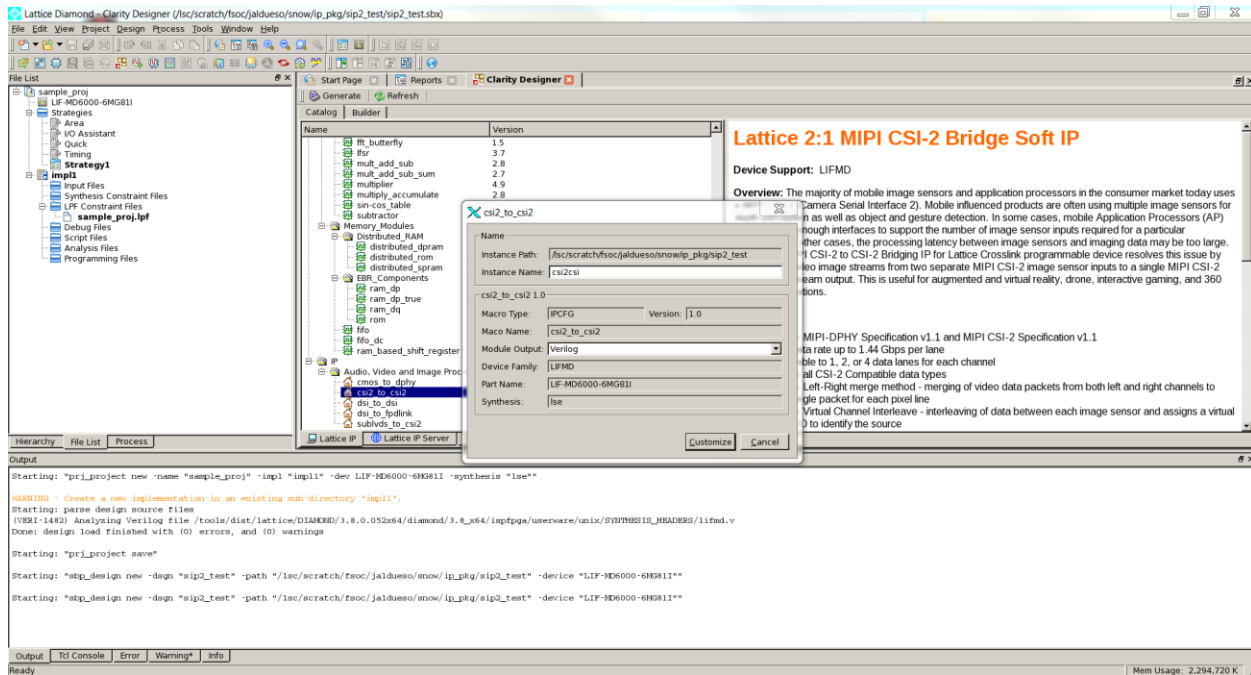 Lattice Diamond - Clarity Designer (/lsc/scratch/fsoc/jaldueso/snow/ip_pkg/sip2_test/sip2_test.sbx)
File Edit View Project Design Process Tools Window Help
File List
sample_proj
LIF-MD6000-6MG81I
Strategies
Area
I/O Assistant
Quick
Timing
Strategy1
impl1
Input Files
Synthesis Constraint Files
LPF Constraint Files
sample_proj.lpf
Debug Files
Script Files
Analysis Files
Programming Files
Hierarchy File List Process
Start Page Reports Clarity Designer
Generate Refresh
Catalog Builder
Name Version
fft_butterfly 1.5
lfsr 3.7
mult_add_sub 2.8
mult_add_sub_sum 2.7
multiplier 4.9
multiply_accumulate 2.8
sin-cos_table
subtractor
Memory_Modules
Distributed_RAM
distributed_dpram
distributed_rom
distributed_spram
EBR_Components
ram_dp
ram_dp_true
ram_dq
rom
fifo
fifo_dc
ram_based_shift_register
IP
Audio, Video and Image Proc
cmos_to_dphy
csi2_to_csi2
dsi_to_dsi
dsi_to_fpdlink
sublvds_to_csi2
Lattice IP Lattice IP Server
csi2_to_csi2
Name
Instance Path: /lsc/scratch/fsoc/jaldueso/snow/ip_pkg/sip2_test
Instance Name: csi2csi
csi2_to_csi2 1.0
Macro Type: IPCFG Version: 1.0
Maco Name: csi2_to_csi2
Module Output: Verilog
Device Family: LIFMD
Part Name: LIF-MD6000-6MG81I
Synthesis: lse
Customize Cancel
Lattice 2:1 MIPI CSI-2 Bridge Soft IP
Device Support: LIFMD
Overview: The majority of mobile image sensors and application processors in the consumer market today uses
Camera Serial Interface 2). Mobile influenced products are often using multiple image sensors for
n as well as object and gesture detection. In some cases, mobile Application Processors (AP)
nough interfaces to support the number of image sensor inputs required for a particular
ther cases, the processing latency between image sensors and imaging data may be too large.
PI CSI-2 to CSI-2 Bridging IP for Lattice Crosslink programmable device resolves this issue by
deo image streams from two separate MIPI CSI-2 image sensor inputs to a single MIPI CSI-2
eam output. This is useful for augmented and virtual reality, drone, interactive gaming, and 360
tions.
MIPI-DPHY Specification v1.1 and MIPI CSI-2 Specification v1.1
ta rate up to 1.44 Gbps per lane
ble to 1, 2, or 4 data lanes for each channel
all CSI-2 Compatible data types
Left-Right merge method - merging of video data packets from both left and right channels to
gle packet for each pixel line
Virtual Channel Interleave - interleaving of data between each image sensor and assigns a virtual
D to identify the source
Output
Starting: "prj_project new -name "sample_proj" -impl "impl1" -dev LIF-MD6000-6MG81I -synthesis "lse""
WARNING - Create a new implementation in an existing sub-directory 'impl1'.
Starting: parse design source files
(VERI-1482) Analyzing Verilog file /tools/dist/lattice/DIAMOND/3.8.0.052x64/diamond/3.8_x64/ispfpga/userware/unix/SYNTHESIS_HEADERS/lifmd.v
Done: design load finished with (0) errors, and (0) warnings
Starting: "prj_project save"
Starting: "sbp_design new -dsgn "sip2_test" -path "/lsc/scratch/fsoc/jaldueso/snow/ip_pkg/sip2_test" -device "LIF-MD6000-6MG81I""
Starting: "sbp_design new -dsgn "sip2_test" -path "/lsc/scratch/fsoc/jaldueso/snow/ip_pkg/sip2_test" -device "LIF-MD6000-6MG81I""
Output Tcl Console Error Warning* Info
Ready Mem Usage: 2,294,720 K